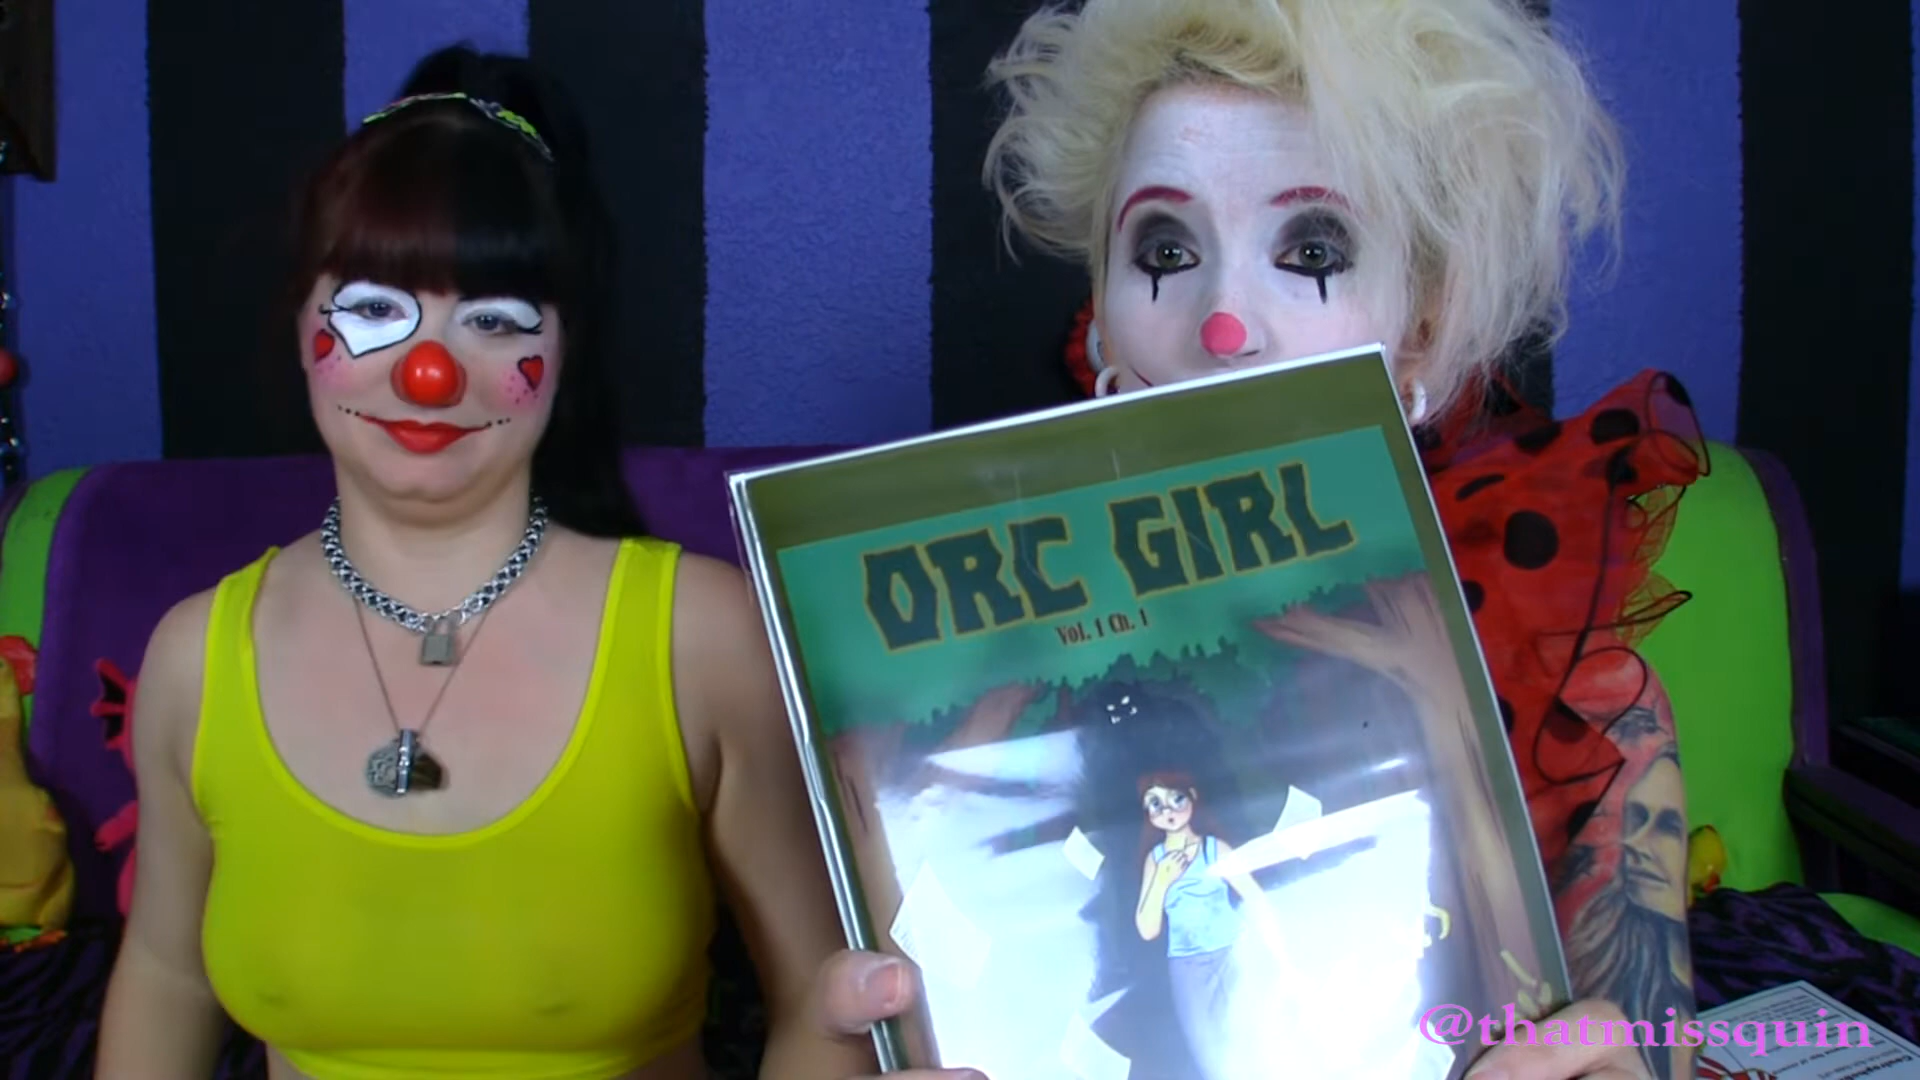 ORC GIRL
Vol. 1 Ch. 1
@thatmissquin